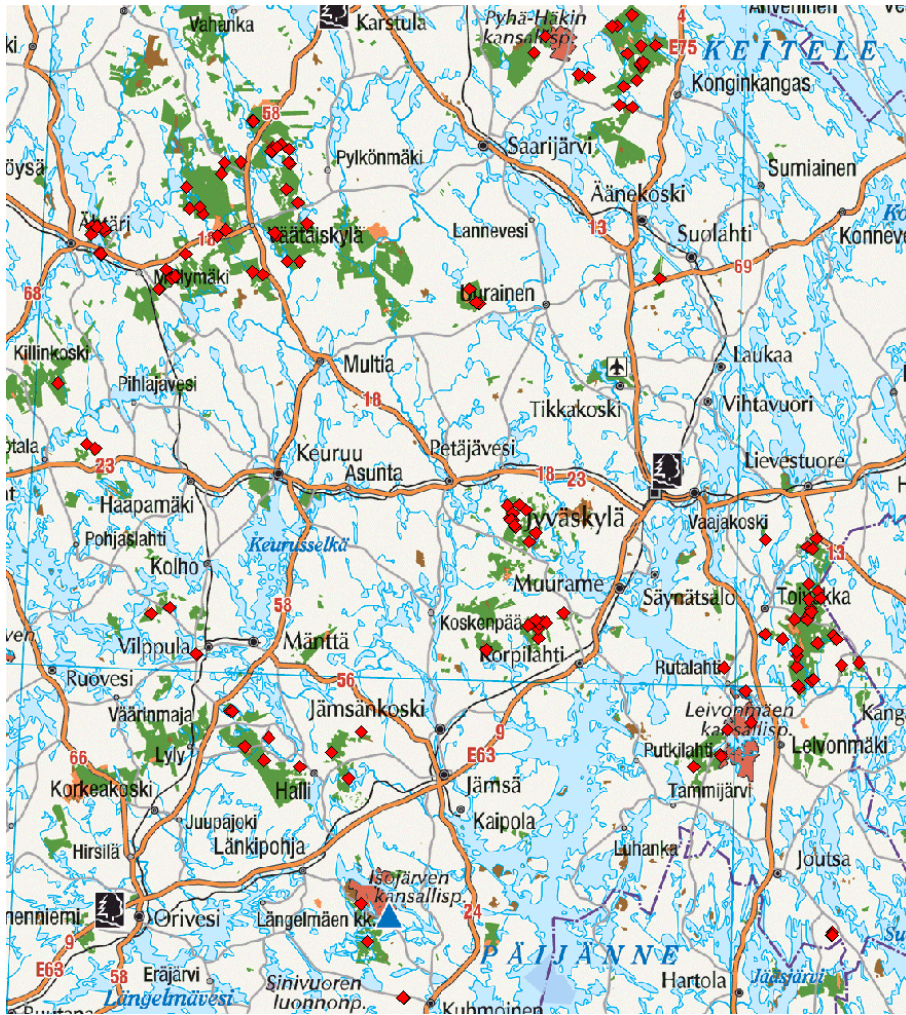 Vahanka
Karstula
Pyhä-Häkin
kansallisp.
4
E75
KEITELE
Konginkangas
58
Saarijärvi
Pylkönmäki
Sumiainen
Äänekoski
Lannevesi
13
Suolahti
Konnevesi
Ähtäri
18
Väätäiskylä
69
Myllymäki
68
Uurainen
Killinkoski
Multia
Laukaa
Pihlajavesi
18
Tikkakoski
Vihtavuori
23
Keuruu
Asunta
Petäjävesi
18
23
Lievestuore
Haapamäki
Jyväskylä
Vaajakoski
Pohjaslahti
Keurusselkä
13
Kolho
Muurame
Säynätsalo
Toivakka
58
Koskenpää
Vilppula
Mänttä
Korpilahti
Rutalahti
Ruovesi
56
Väärinmaja
Jämsänkoski
9
Leivonmäen
kansallisp.
Lyly
E63
Putkilahti
Leivonmäki
66
Korkeakoski
Halli
Jämsä
Tammijärvi
Juupajoki
Kaipola
Luhanka
Hirsilä
Länkipohja
Joutsa
Isojärven
kansallisp.
Orivesi
Längelmäen kk.
24
9
PÄIJÄNNE
E63
58
Eräjärvi
Sinivuoren
luonnonp.
Hartola
Jääsjärvi
Längelmävesi
Kuhmoinen